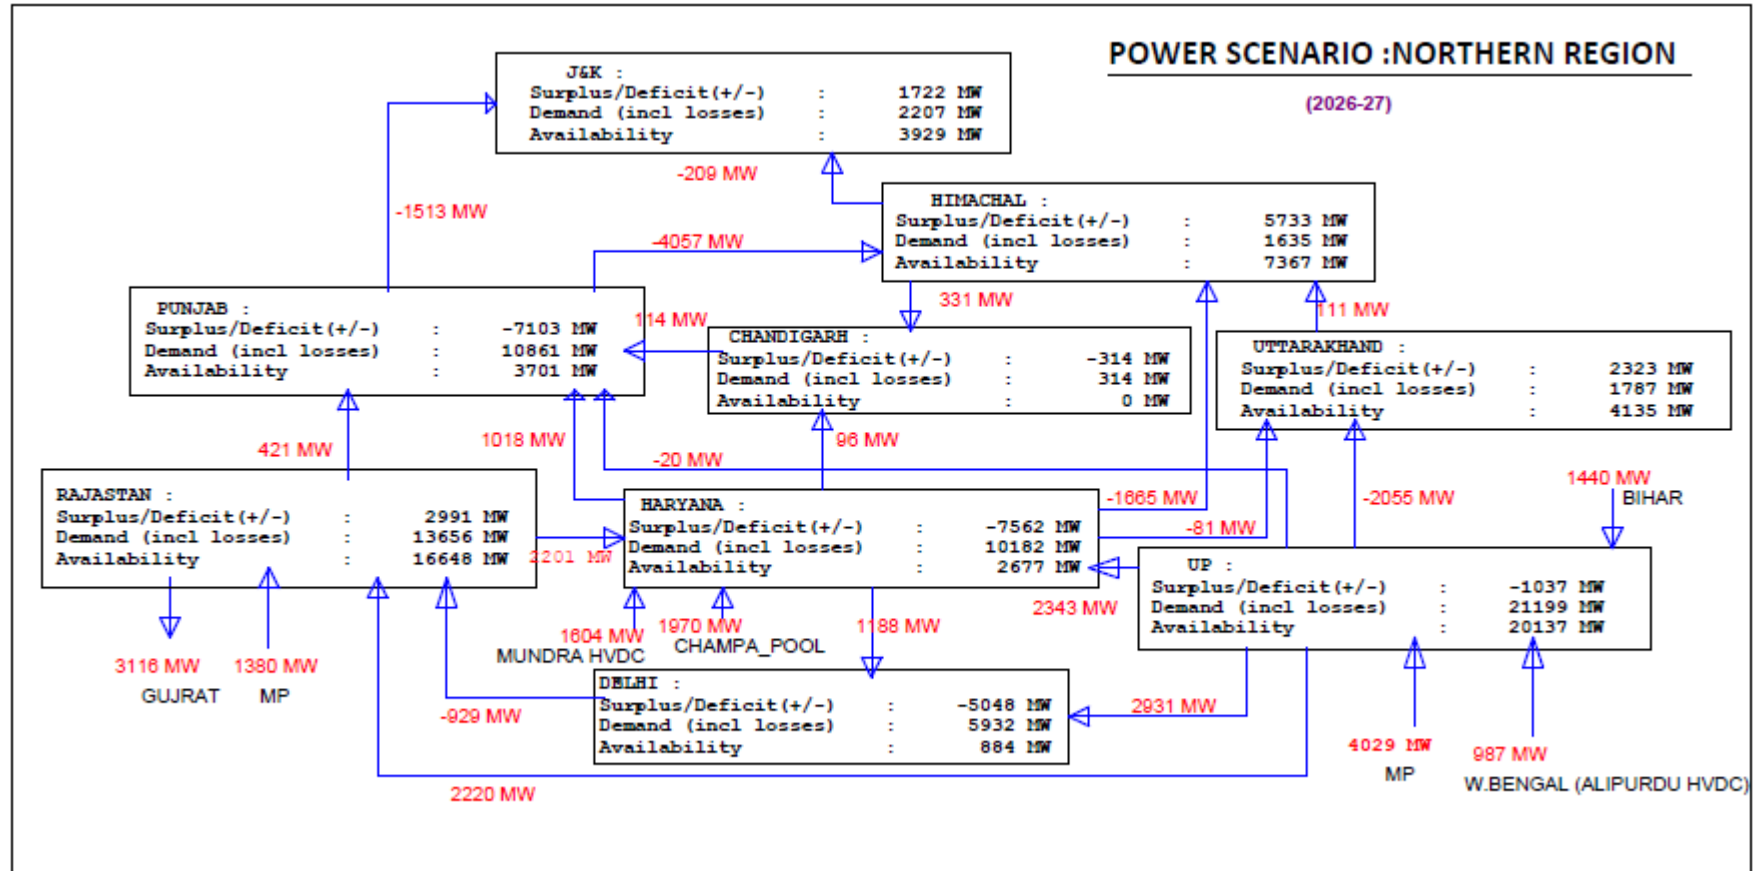 POWER SCENARIO :NORTHERN REGION
(2026-27)
J&K :
Surplus/Deficit(+/-) : 1722 MW
Demand (incl losses) : 2207 MW
Availability : 3929 MW
-209 MW
-1513 MW
HIMACHAL :
Surplus/Deficit(+/-) : 5733 MW
Demand (incl losses) : 1635 MW
Availability : 7367 MW
-4057 MW
331 MW
111 MW
PUNJAB :
Surplus/Deficit(+/-) : -7103 MW
Demand (incl losses) : 10861 MW
Availability : 3701 MW
114 MW
CHANDIGARH :
Surplus/Deficit(+/-) : -314 MW
Demand (incl losses) : 314 MW
Availability : 0 MW
UTTARAKHAND :
Surplus/Deficit(+/-) : 2323 MW
Demand (incl losses) : 1787 MW
Availability : 4135 MW
421 MW
1018 MW
96 MW
-20 MW
-1665 MW
-81 MW
-2055 MW
1440 MW
BIHAR
RAJASTAN :
Surplus/Deficit(+/-) : 2991 MW
Demand (incl losses) : 13656 MW
Availability : 16648 MW
2201 MW
HARYANA :
Surplus/Deficit(+/-) : -7562 MW
Demand (incl losses) : 10182 MW
Availability : 2677 MW
UP :
Surplus/Deficit(+/-) : -1037 MW
Demand (incl losses) : 21199 MW
Availability : 20137 MW
2343 MW
1604 MW
MUNDRA HVDC
1970 MW
CHAMPA_POOL
1188 MW
3116 MW
GUJRAT
1380 MW
MP
DELHI :
Surplus/Deficit(+/-) : -5048 MW
Demand (incl losses) : 5932 MW
Availability : 884 MW
-929 MW
2931 MW
4029 MW
MP
987 MW
W.BENGAL (ALIPURDU HVDC)
2220 MW